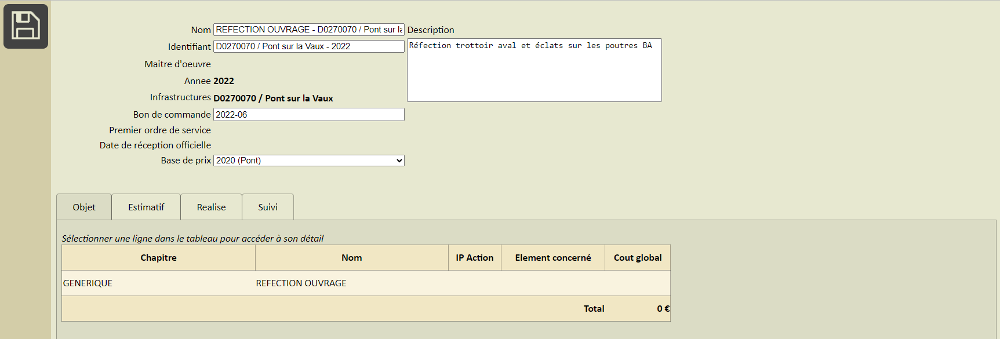 Nom REFECTION OUVRAGE - D0270070 / Pont sur la
Description
Identifiant D0270070 / Pont sur la Vaux - 2022
Réfection trottoir aval et éclats sur les poutres BA
Maitre d'oeuvre
Annee 2022
Infrastructures D0270070 / Pont sur la Vaux
Bon de commande 2022-06
Premier ordre de service
Date de réception officielle
Base de prix 2020 (Pont)
Objet Estimatif Realise Suivi
Sélectionner une ligne dans le tableau pour accéder à son détail
Chapitre Nom IP Action Element concerné Cout global
GENERIQUE REFECTION OUVRAGE
Total 0 €